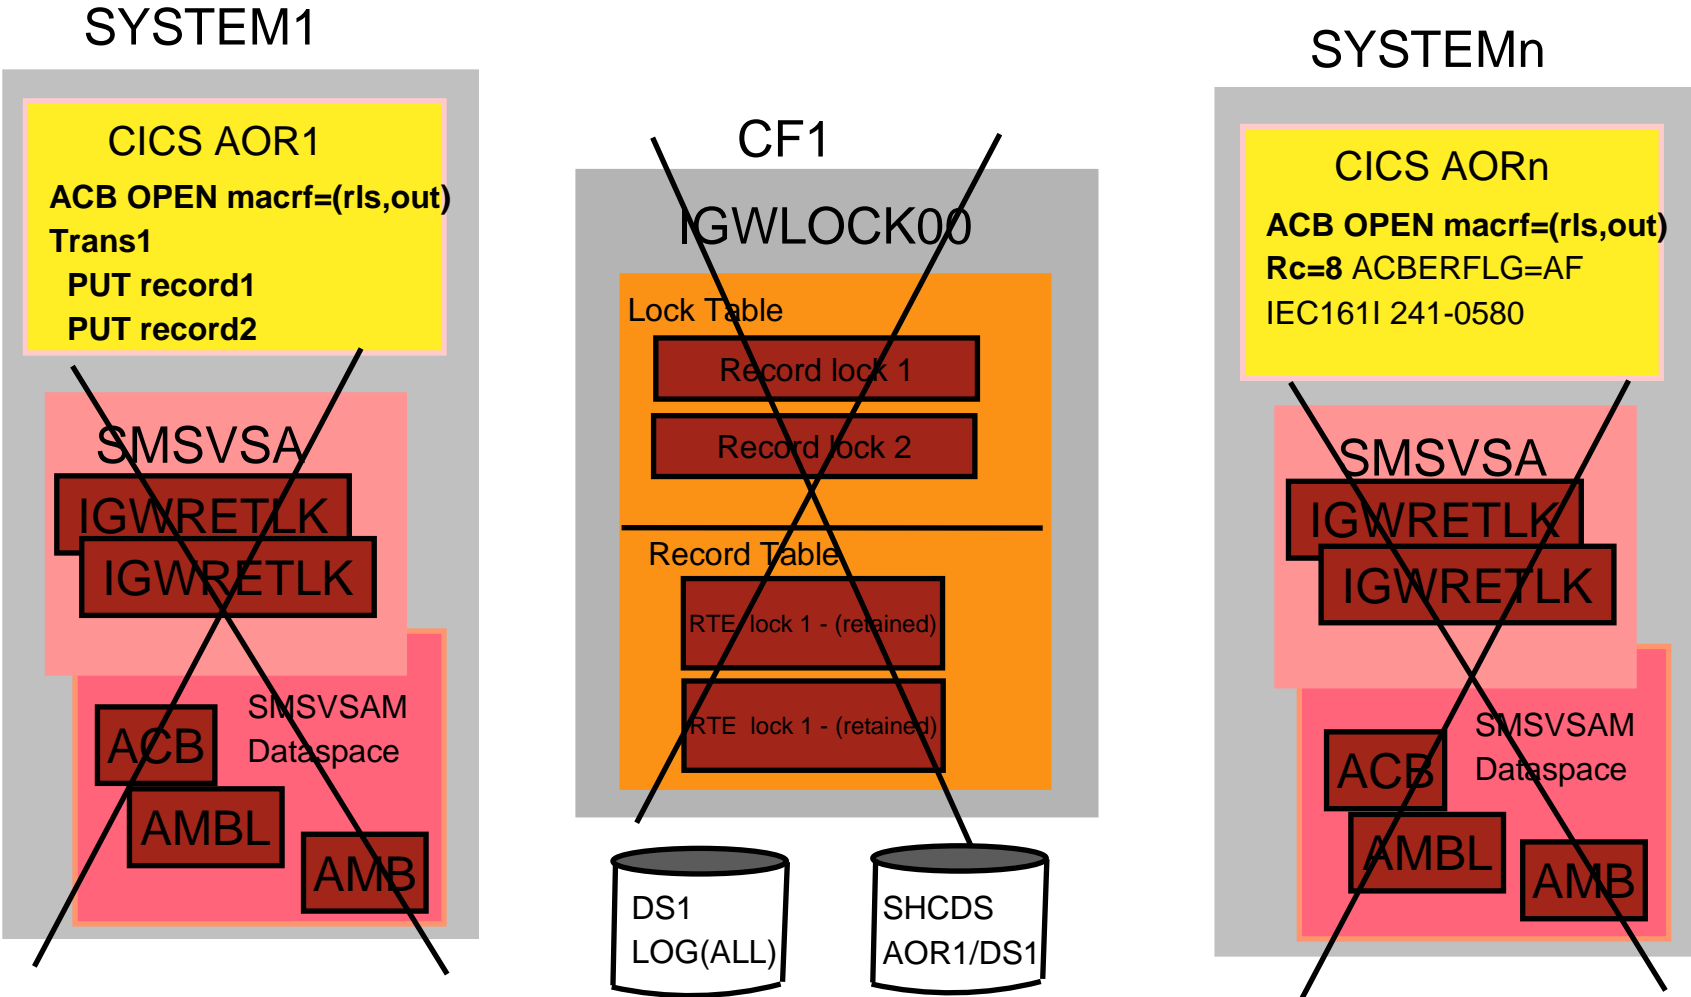 SYSTEM1
CICS AOR1
ACB OPEN macrf=(rls,out)
Trans1
PUT record1
PUT record2
SMSVSA
IGWRETLK
IGWRETLK
SMSVSAM
Dataspace
ACB
AMBL
AMB
CF1
IGWLOCK00
Lock Table
Record lock 1
Record lock 2
Record Table
RTE lock 1 - (retained)
RTE lock 1 - (retained)
DS1
LOG(ALL)
SHCDS
AOR1/DS1
SYSTEMn
CICS AORn
ACB OPEN macrf=(rls,out)
Rc=8 ACBERFLG=AF
IEC161I 241-0580
SMSVSA
IGWRETLK
IGWRETLK
SMSVSAM
Dataspace
ACB
AMBL
AMB